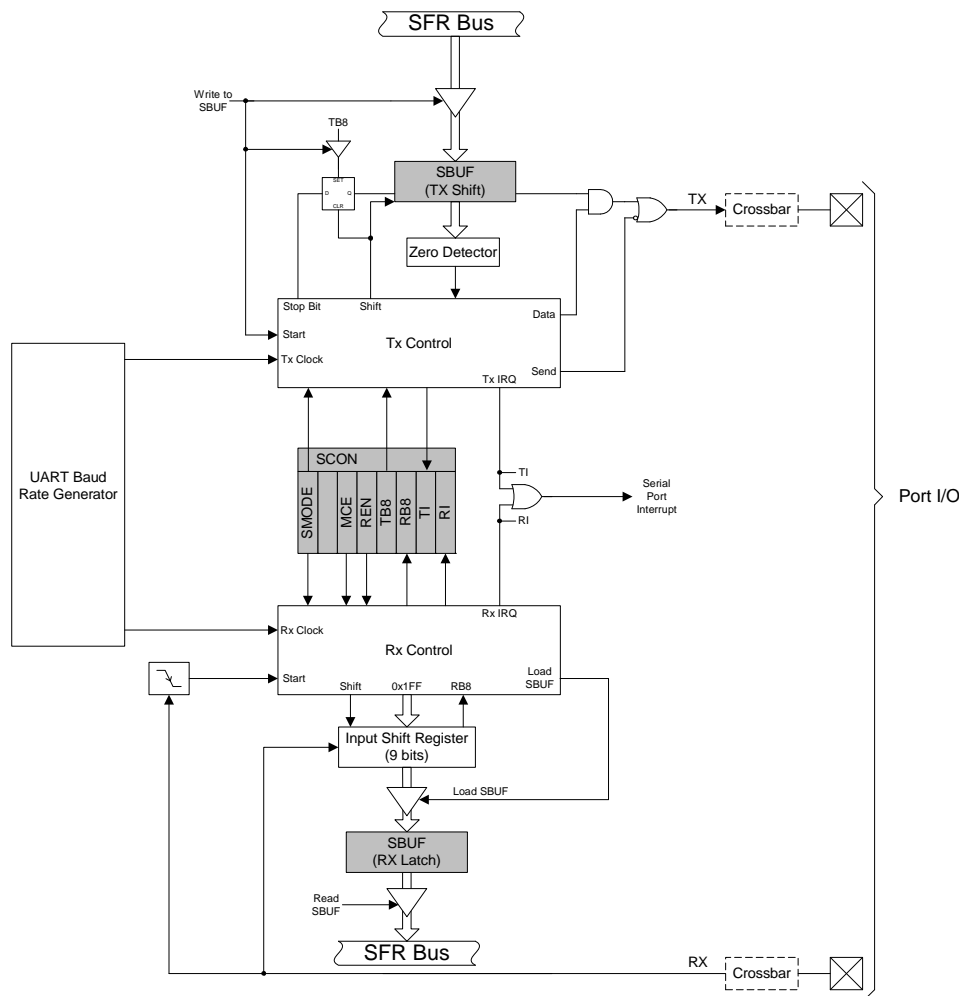 SFR Bus
Write to
SBUF
TB8
SET
D
Q
CLR
SBUF
(TX Shift)
TX
Crossbar
Zero Detector
Stop Bit
Shift
Data
Start
Tx Control
Tx Clock
Send
Tx IRQ
UART Baud
Rate Generator
SCON
SMODE
MCE
REN
TB8
RB8
TI
RI
TI
RI
Serial
Port
Interrupt
Port I/O
Rx IRQ
Rx Clock
Rx Control
Start
Load
SBUF
Shift
0x1FF
RB8
Input Shift Register
(9 bits)
Load SBUF
SBUF
(RX Latch)
Read
SBUF
SFR Bus
RX
Crossbar